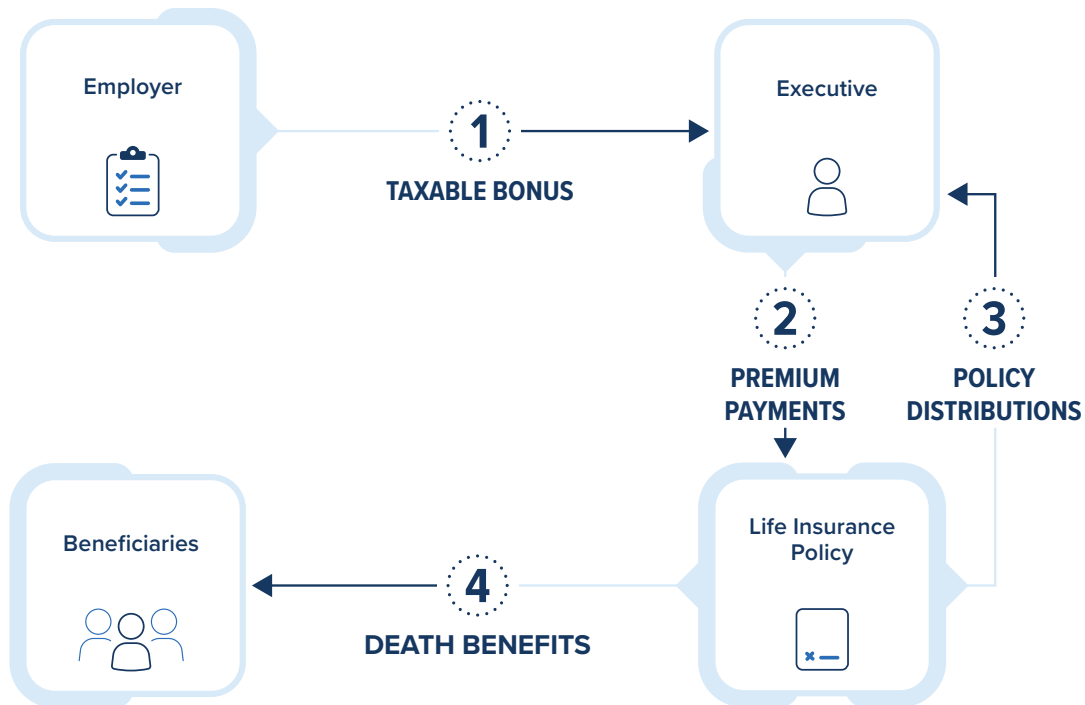 Employer
Executive
1
TAXABLE BONUS
2
PREMIUM
PAYMENTS
3
POLICY
DISTRIBUTIONS
Life Insurance
Policy
4
DEATH BENEFITS
Beneficiaries